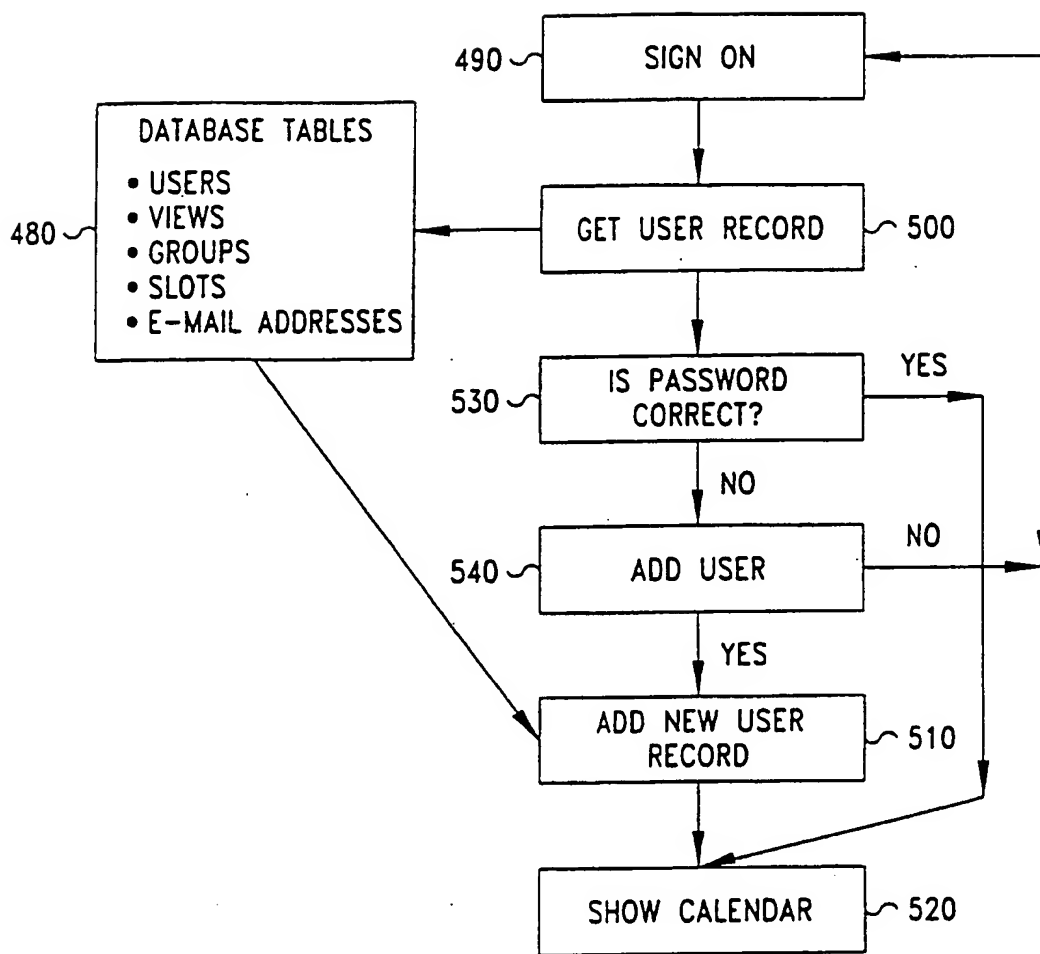 490
SIGN ON
DATABASE TABLES
• USERS
• VIEWS
• GROUPS
• SLOTS
• E-MAIL ADDRESSES
480
GET USER RECORD
500
530
IS PASSWORD
CORRECT?
YES
NO
540
ADD USER
NO
YES
ADD NEW USER
RECORD
510
SHOW CALENDAR
520